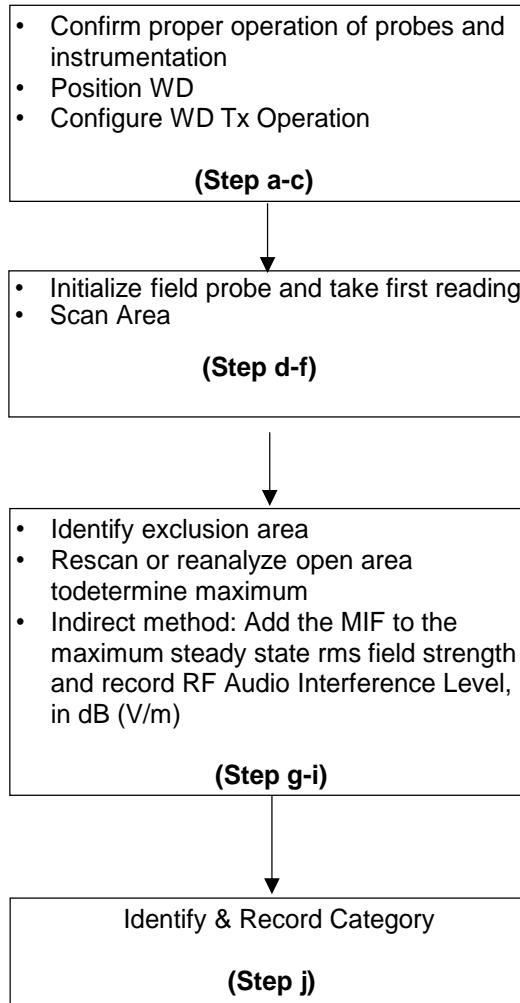 • Confirm proper operation of probes and
instrumentation
• Position WD
• Configure WD Tx Operation
(Step a-c)
• Initialize field probe and take first reading
• Scan Area
(Step d-f)
• Identify exclusion area
• Rescan or reanalyze open area
todetermine maximum
• Indirect method: Add the MIF to the
maximum steady state rms field strength
and record RF Audio Interference Level,
in dB (V/m)
(Step g-i)
Identify & Record Category
(Step j)